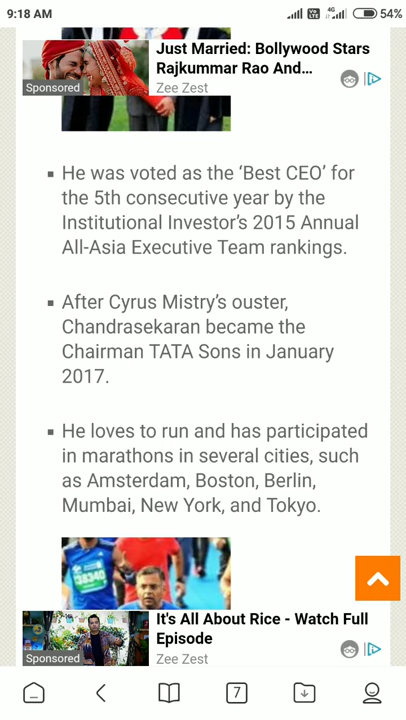 9:18 AM
Vo LTE
4G
54%
Just Married: Bollywood Stars
Rajkummar Rao And...
Sponsored
Zee Zest
▪ He was voted as the ‘Best CEO’ for
the 5th consecutive year by the
Institutional Investor’s 2015 Annual
All-Asia Executive Team rankings.
▪ After Cyrus Mistry’s ouster,
Chandrasekaran became the
Chairman TATA Sons in January
2017.
▪ He loves to run and has participated
in marathons in several cities, such
as Amsterdam, Boston, Berlin,
Mumbai, New York, and Tokyo.
38340
It's All About Rice - Watch Full
Episode
Sponsored
Zee Zest
7